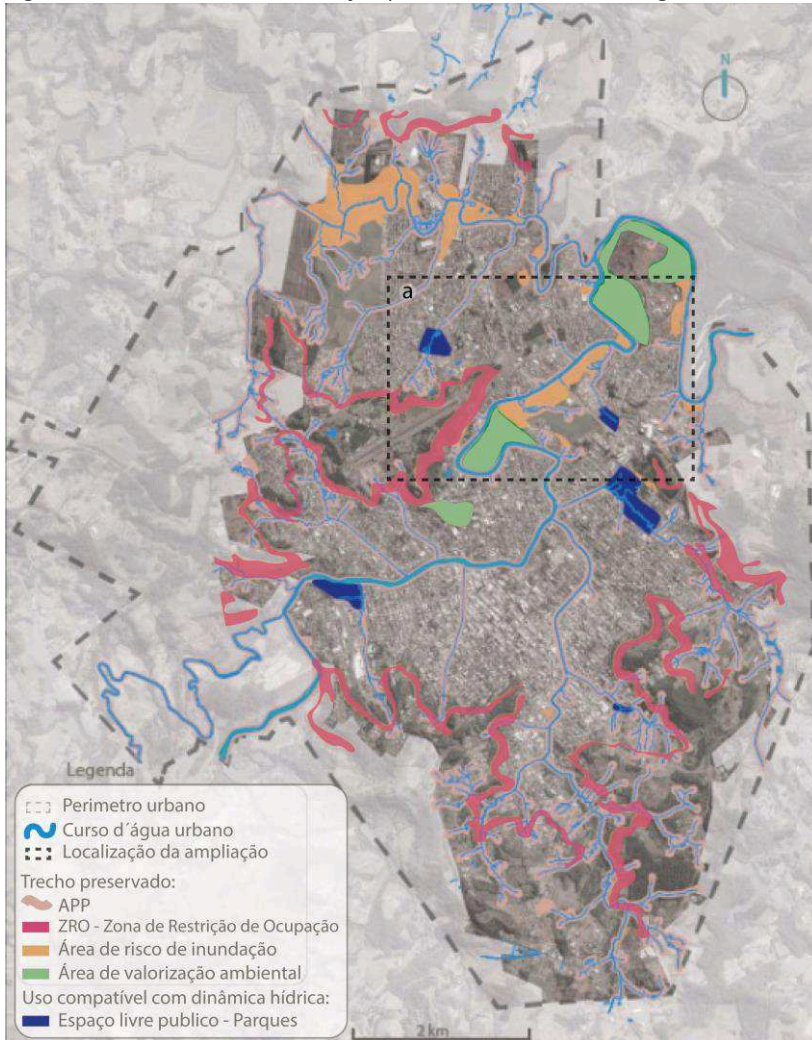 N
a
Legenda
Perimetro urbano
Curso d´água urbano
Localização da ampliação
Trecho preservado:
APP
ZRO - Zona de Restrição de Ocupação
Área de risco de inundação
Área de valorização ambiental
Uso compatível com dinâmica hídrica:
Espaço livre publico - Parques
2 km